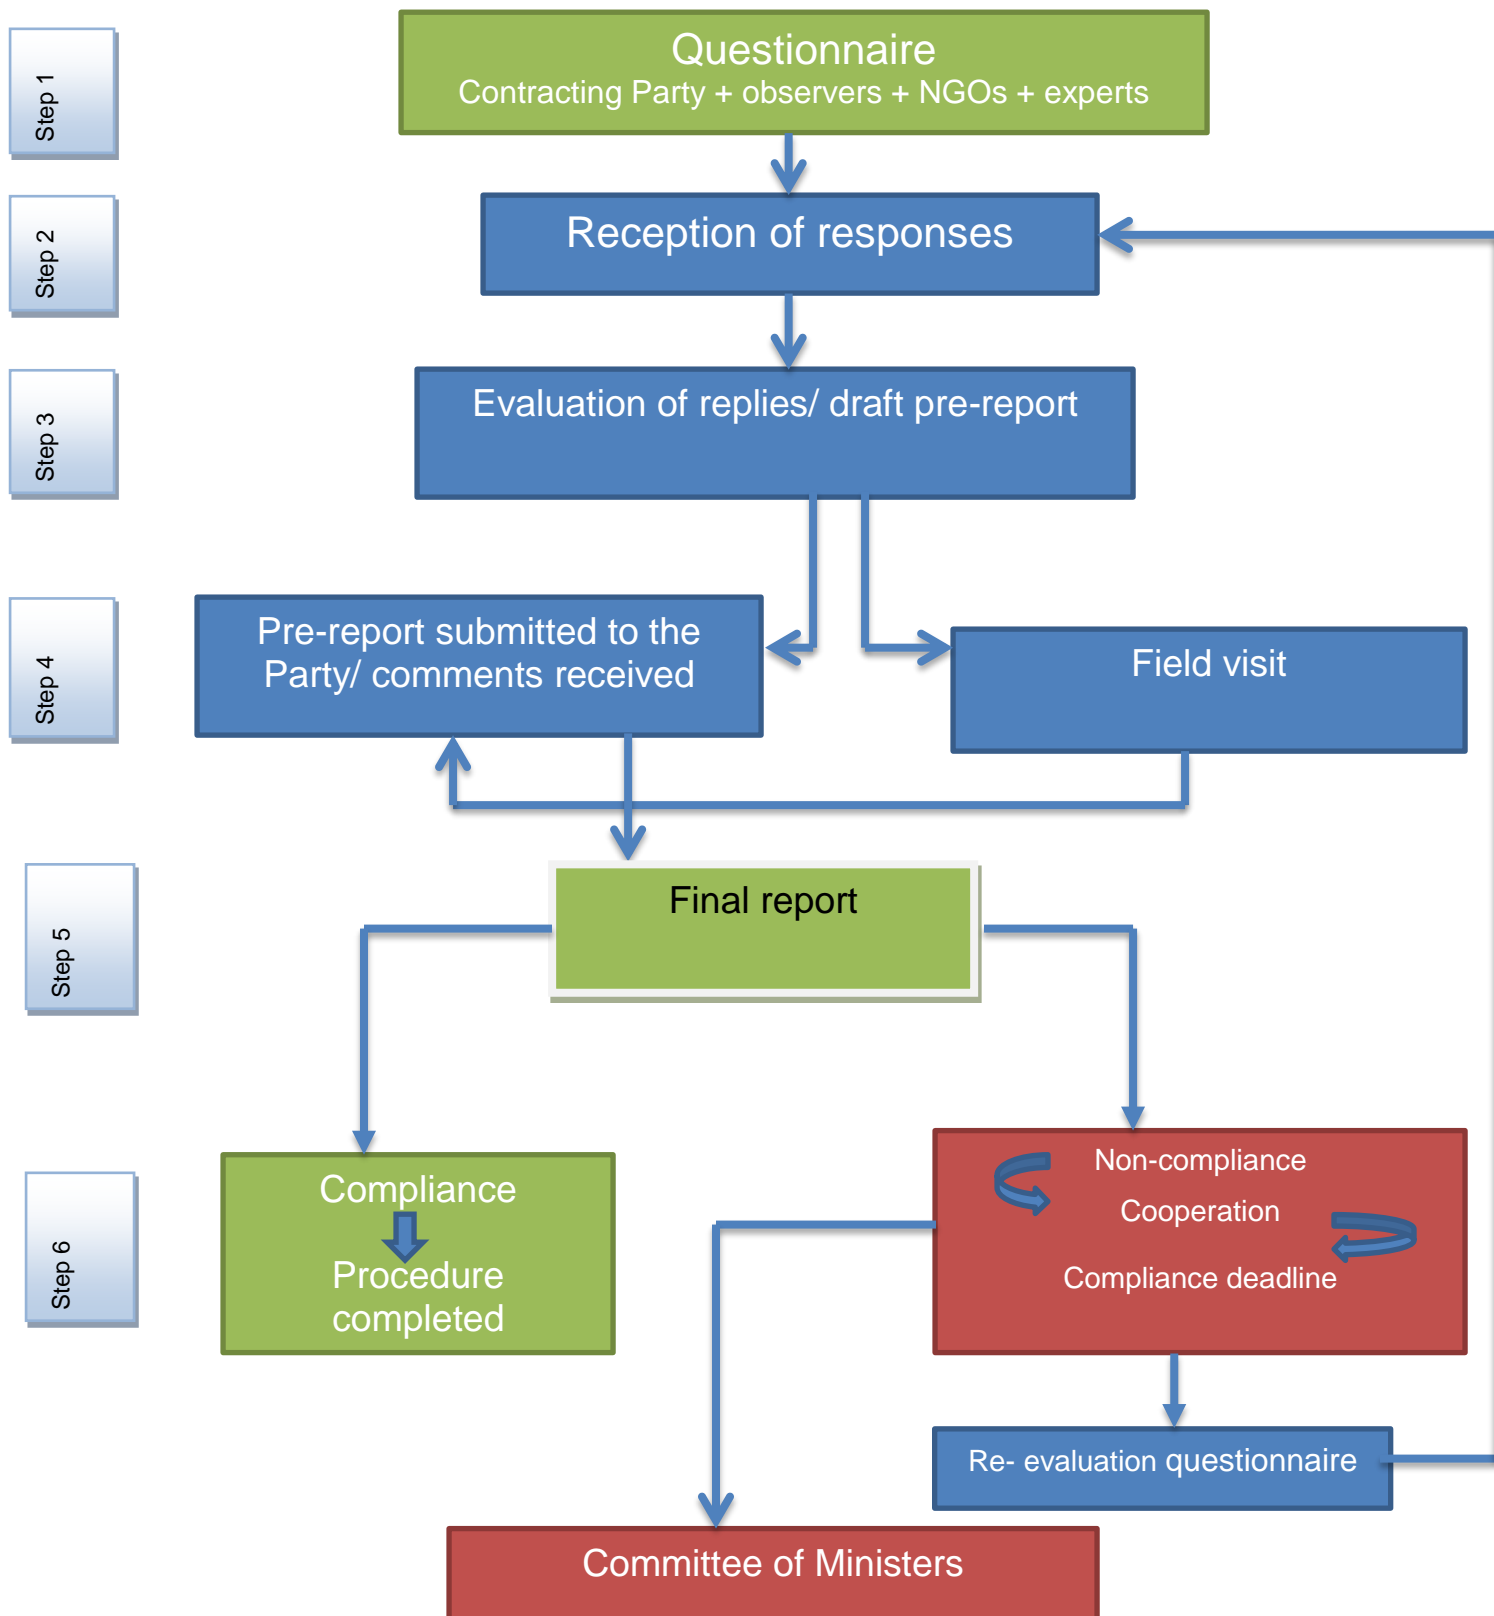 Step 1
Questionnaire
Contracting Party + observers + NGOs + experts
Step 2
Reception of responses
Step 3
Evaluation of replies/ draft pre-report
Step 4
Pre-report submitted to the
Party/ comments received
Field visit
Step 5
Final report
Step 6
Compliance
Procedure
completed
Non-compliance
Cooperation
Compliance deadline
Re- evaluation questionnaire
Committee of Ministers